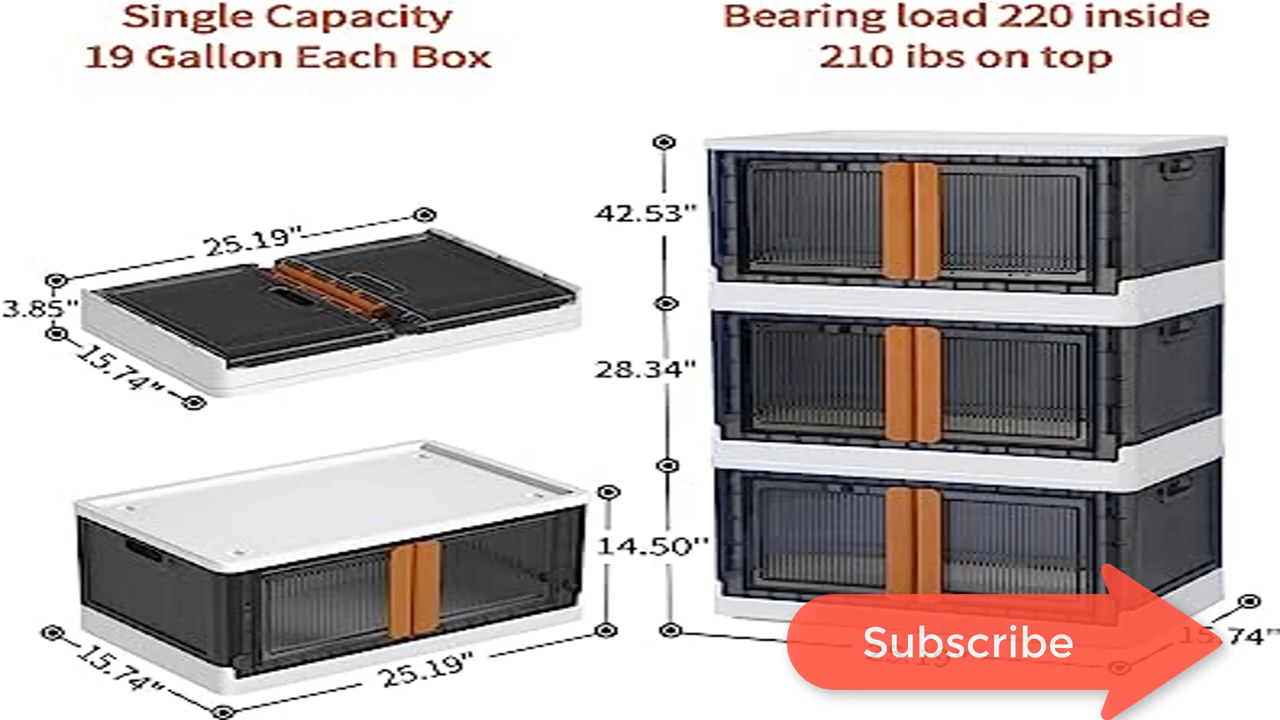 Single Capacity
19 Gallon Each Box
Bearing load 220 inside
210 ibs on top
25.19"
3.85"
15.74"
42.53"
28.34"
14.50"
15.74"
25.19"
15.74"
Subscribe